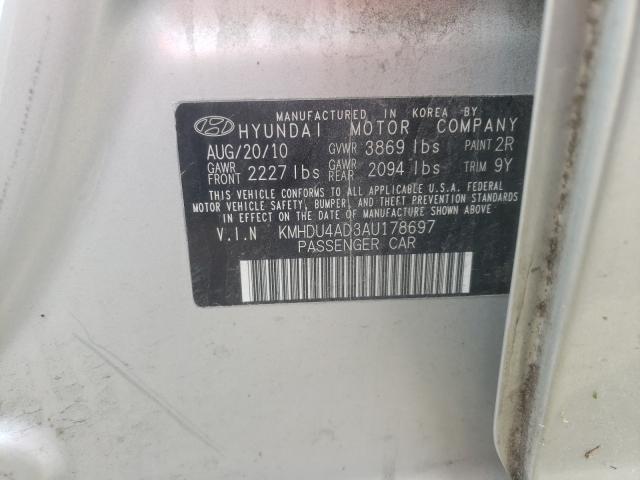 MANUFACTURED IN KOREA BY
HYUNDAI MOTOR COMPANY
AUG/20/10 GVWR 3869 lbs PAINT 2R
GAWR FRONT 2227 lbs GAWR REAR 2094 lbs TRIM 9Y
THIS VEHICLE CONFORMS TO ALL APPLICABLE U.S.A. FEDERAL
MOTOR VEHICLE SAFETY, BUMPER, AND THEFT PREVENTION STANDARDS
IN EFFECT ON THE DATE OF MANUFACTURE SHOWN ABOVE.
V.I.N KMHDU4AD3AU178697
PASSENGER CAR